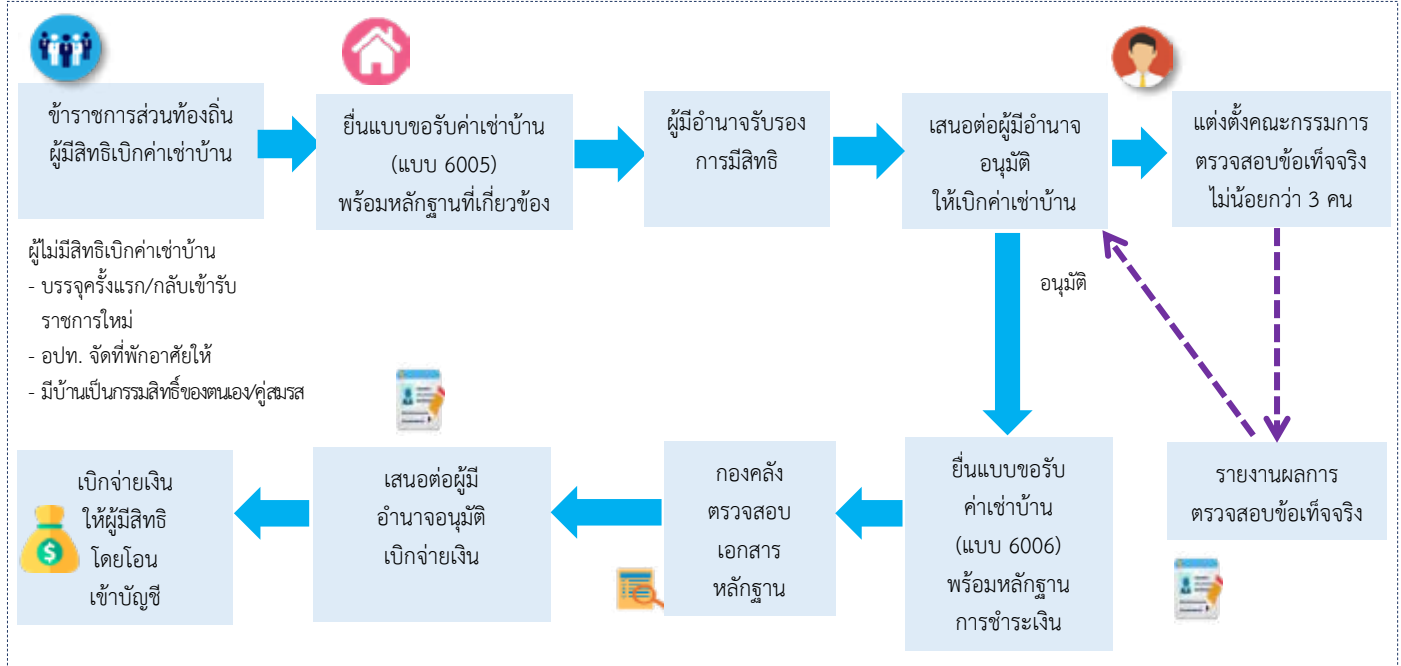 ข้าราชการส่วนท้องถิ่น
ผู้มีสิทธิเบิกค่าเช่าบ้าน
ยื่นแบบขอรับค่าเช่าบ้าน
(แบบ 6005)
พร้อมหลักฐานที่เกี่ยวข้อง
ผู้มีอำนาจรับรอง
การมีสิทธิ
เสนอต่อผู้มีอำนาจ
อนุมัติ
ให้เบิกค่าเช่าบ้าน
แต่งตั้งคณะกรรมการ
ตรวจสอบข้อเท็จจริง
ไม่น้อยกว่า 3 คน
ผู้ไม่มีสิทธิเบิกค่าเช่าบ้าน
- บรรจุครั้งแรก/กลับเข้ารับ
ราชการใหม่
- อปท. จัดที่พักอาศัยให้
- มีบ้านเป็นกรรมสิทธิ์ของตนเอง/คู่สมรส
อนุมัติ
เบิกจ่ายเงิน
ให้ผู้มีสิทธิ
โดยโอน
เข้าบัญชี
เสนอต่อผู้มี
อำนาจอนุมัติ
เบิกจ่ายเงิน
กองคลัง
ตรวจสอบ
เอกสาร
หลักฐาน
ยื่นแบบขอรับ
ค่าเช่าบ้าน
(แบบ 6006)
พร้อมหลักฐาน
การชำระเงิน
รายงานผลการ
ตรวจสอบข้อเท็จจริง